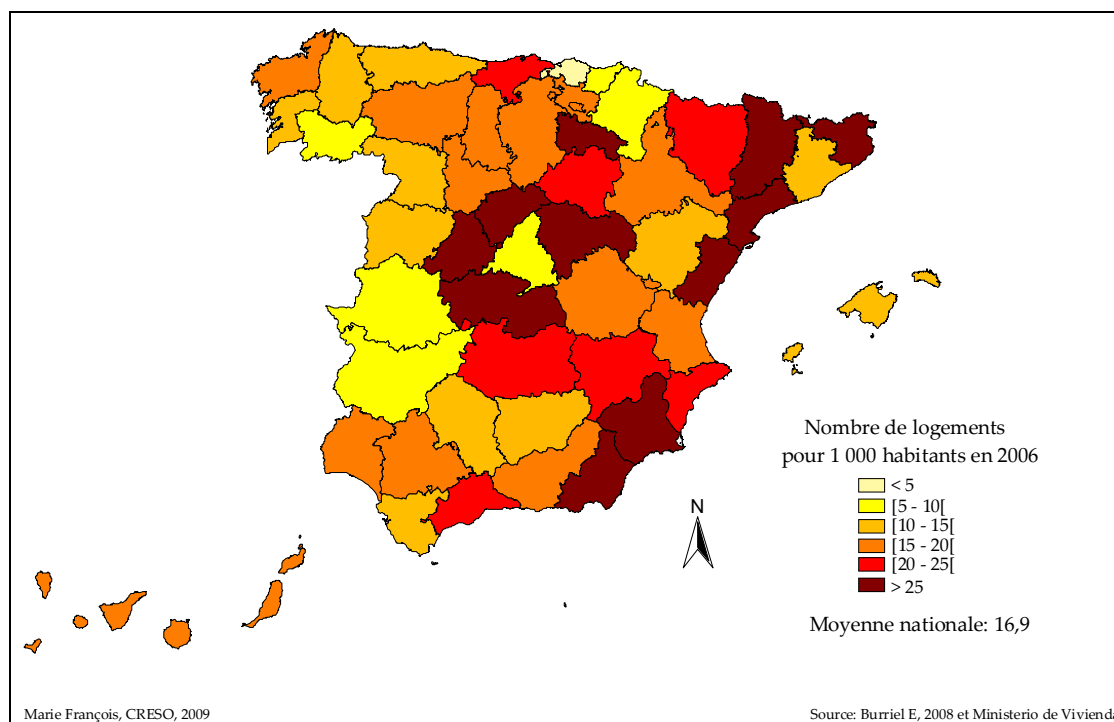 Nombre de logements
pour 1 000 habitants en 2006
< 5
[5 - 10[
[10 - 15[
[15 - 20[
[20 - 25[
> 25
N
Moyenne nationale: 16,9
Marie François, CRESO, 2009
Source: Burriel E, 2008 et Ministerio de Vivienda